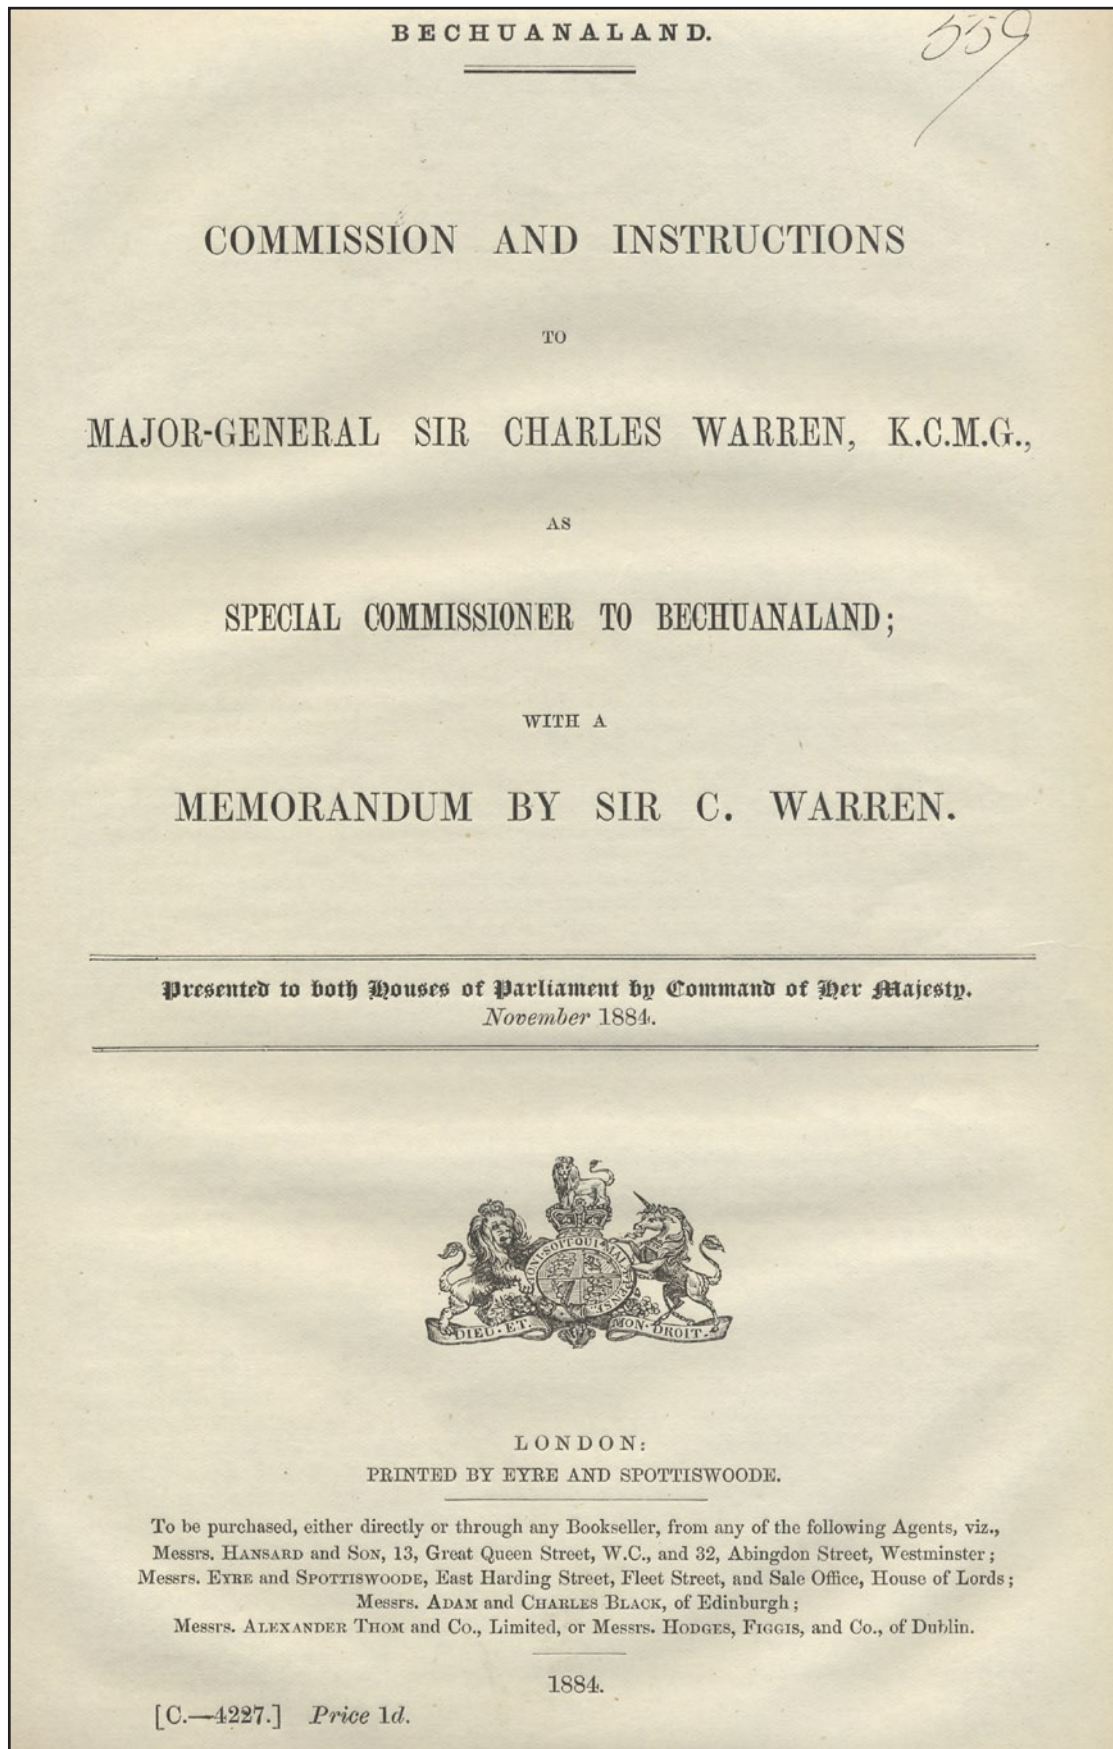 BECHUANALAND.
559
COMMISSION AND INSTRUCTIONS
TO
MAJOR-GENERAL SIR CHARLES WARREN, K.C.M.G.,
AS
SPECIAL COMMISSIONER TO BECHUANALAND;
WITH A
MEMORANDUM BY SIR C. WARREN.
Presented to both Houses of Parliament by Command of Her Majesty.
November 1884.
HONI·SOIT·QUI·MAL·Y·PENSE
DIEU·ET· MON·DROIT·
LONDON:
PRINTED BY EYRE AND SPOTTISWOODE.
To be purchased, either directly or through any Bookseller, from any of the following Agents, viz.,
Messrs. HANSARD and SON, 13, Great Queen Street, W.C., and 32, Abingdon Street, Westminster;
Messrs. EYRE and SPOTTISWOODE, East Harding Street, Fleet Street, and Sale Office, House of Lords;
Messrs. ADAM and CHARLES BLACK, of Edinburgh;
Messrs. ALEXANDER THOM and Co., Limited, or Messrs. HODGES, FIGGIS, and Co., of Dublin.
1884.
[C.—4227.] Price 1d.